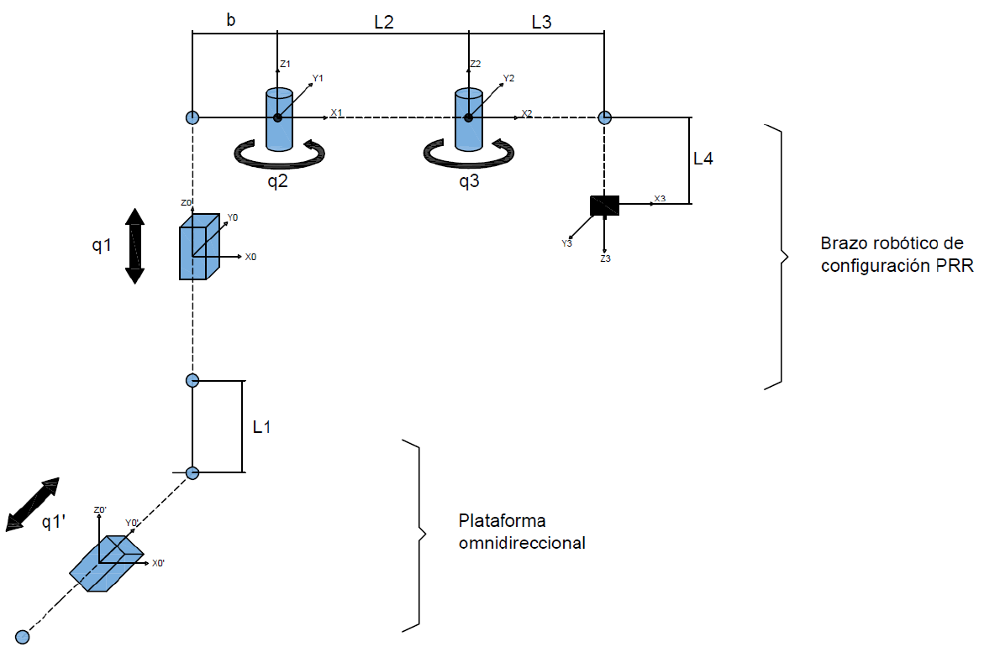 b
L2
L3
Z1
Y1
X1
Z2
Y2
X2
q2
q3
L4
Z0
Y0
X0
q1
X3
Y3
Z3
Brazo robótico de
configuración PRR
L1
q1'
Z0'
Y0'
X0'
Plataforma
omnidireccional